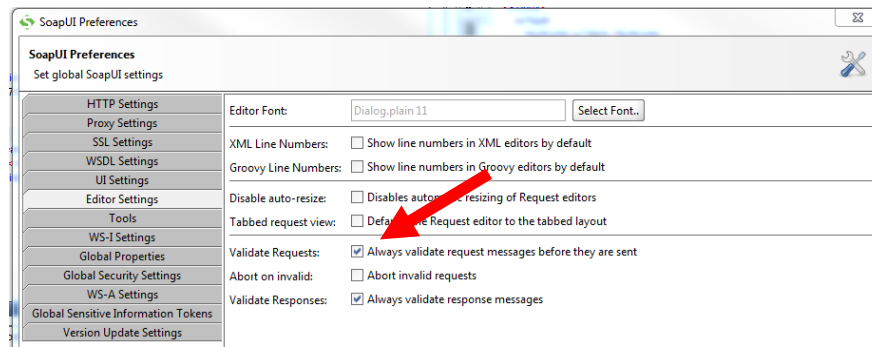 SoapUI Preferences
SoapUI Preferences
Set global SoapUI settings
HTTP Settings
Proxy Settings
SSL Settings
WSDL Settings
UI Settings
Editor Settings
Tools
WS-I Settings
Global Properties
Global Security Settings
WS-A Settings
Global Sensitive Information Tokens
Version Update Settings
Editor Font: Dialog.plain 11 Select Font..
XML Line Numbers: Show line numbers in XML editors by default
Groovy Line Numbers: Show line numbers in Groovy editors by default
Disable auto-resize: Disables resizing of Request editors
Tabbed request view: Request editor to the tabbed layout
Validate Requests: Always validate request messages before they are sent
Abort on invalid: Abort invalid requests
Validate Responses: Always validate response messages